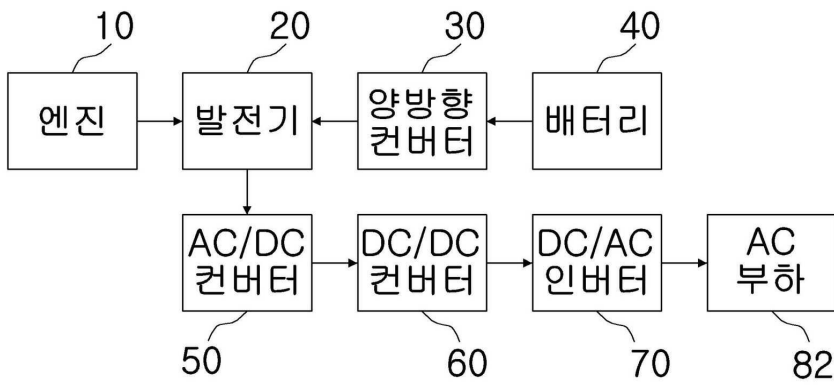 10
20
30
40
엔진
발전기
양방향
컨버터
배터리
AC/DC
컨버터
DC/DC
컨버터
DC/AC
인버터
AC
부하
50
60
70
82